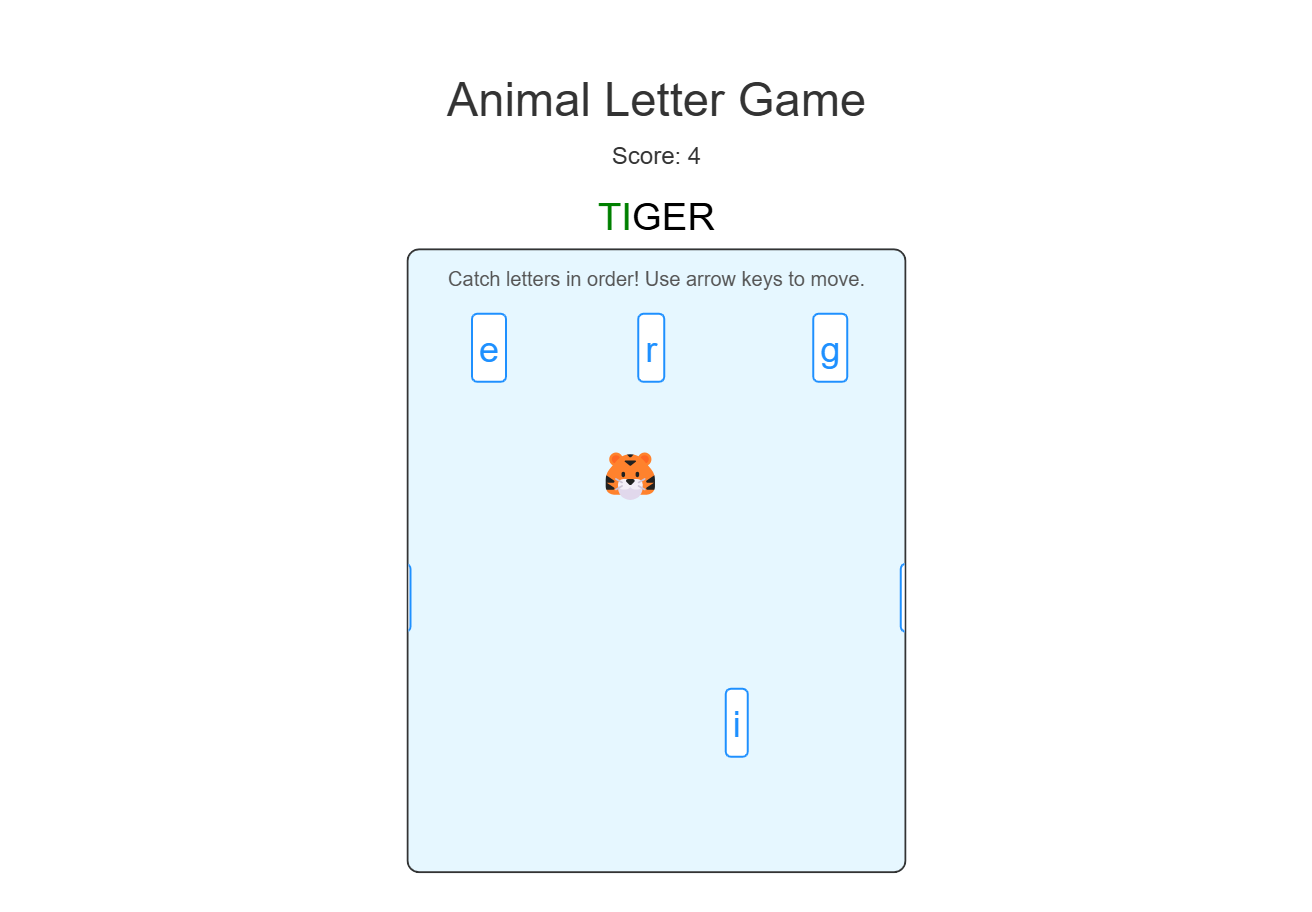 Animal Letter Game
Score: 4
TIGER
Catch letters in order! Use arrow keys to move.
e r g
i